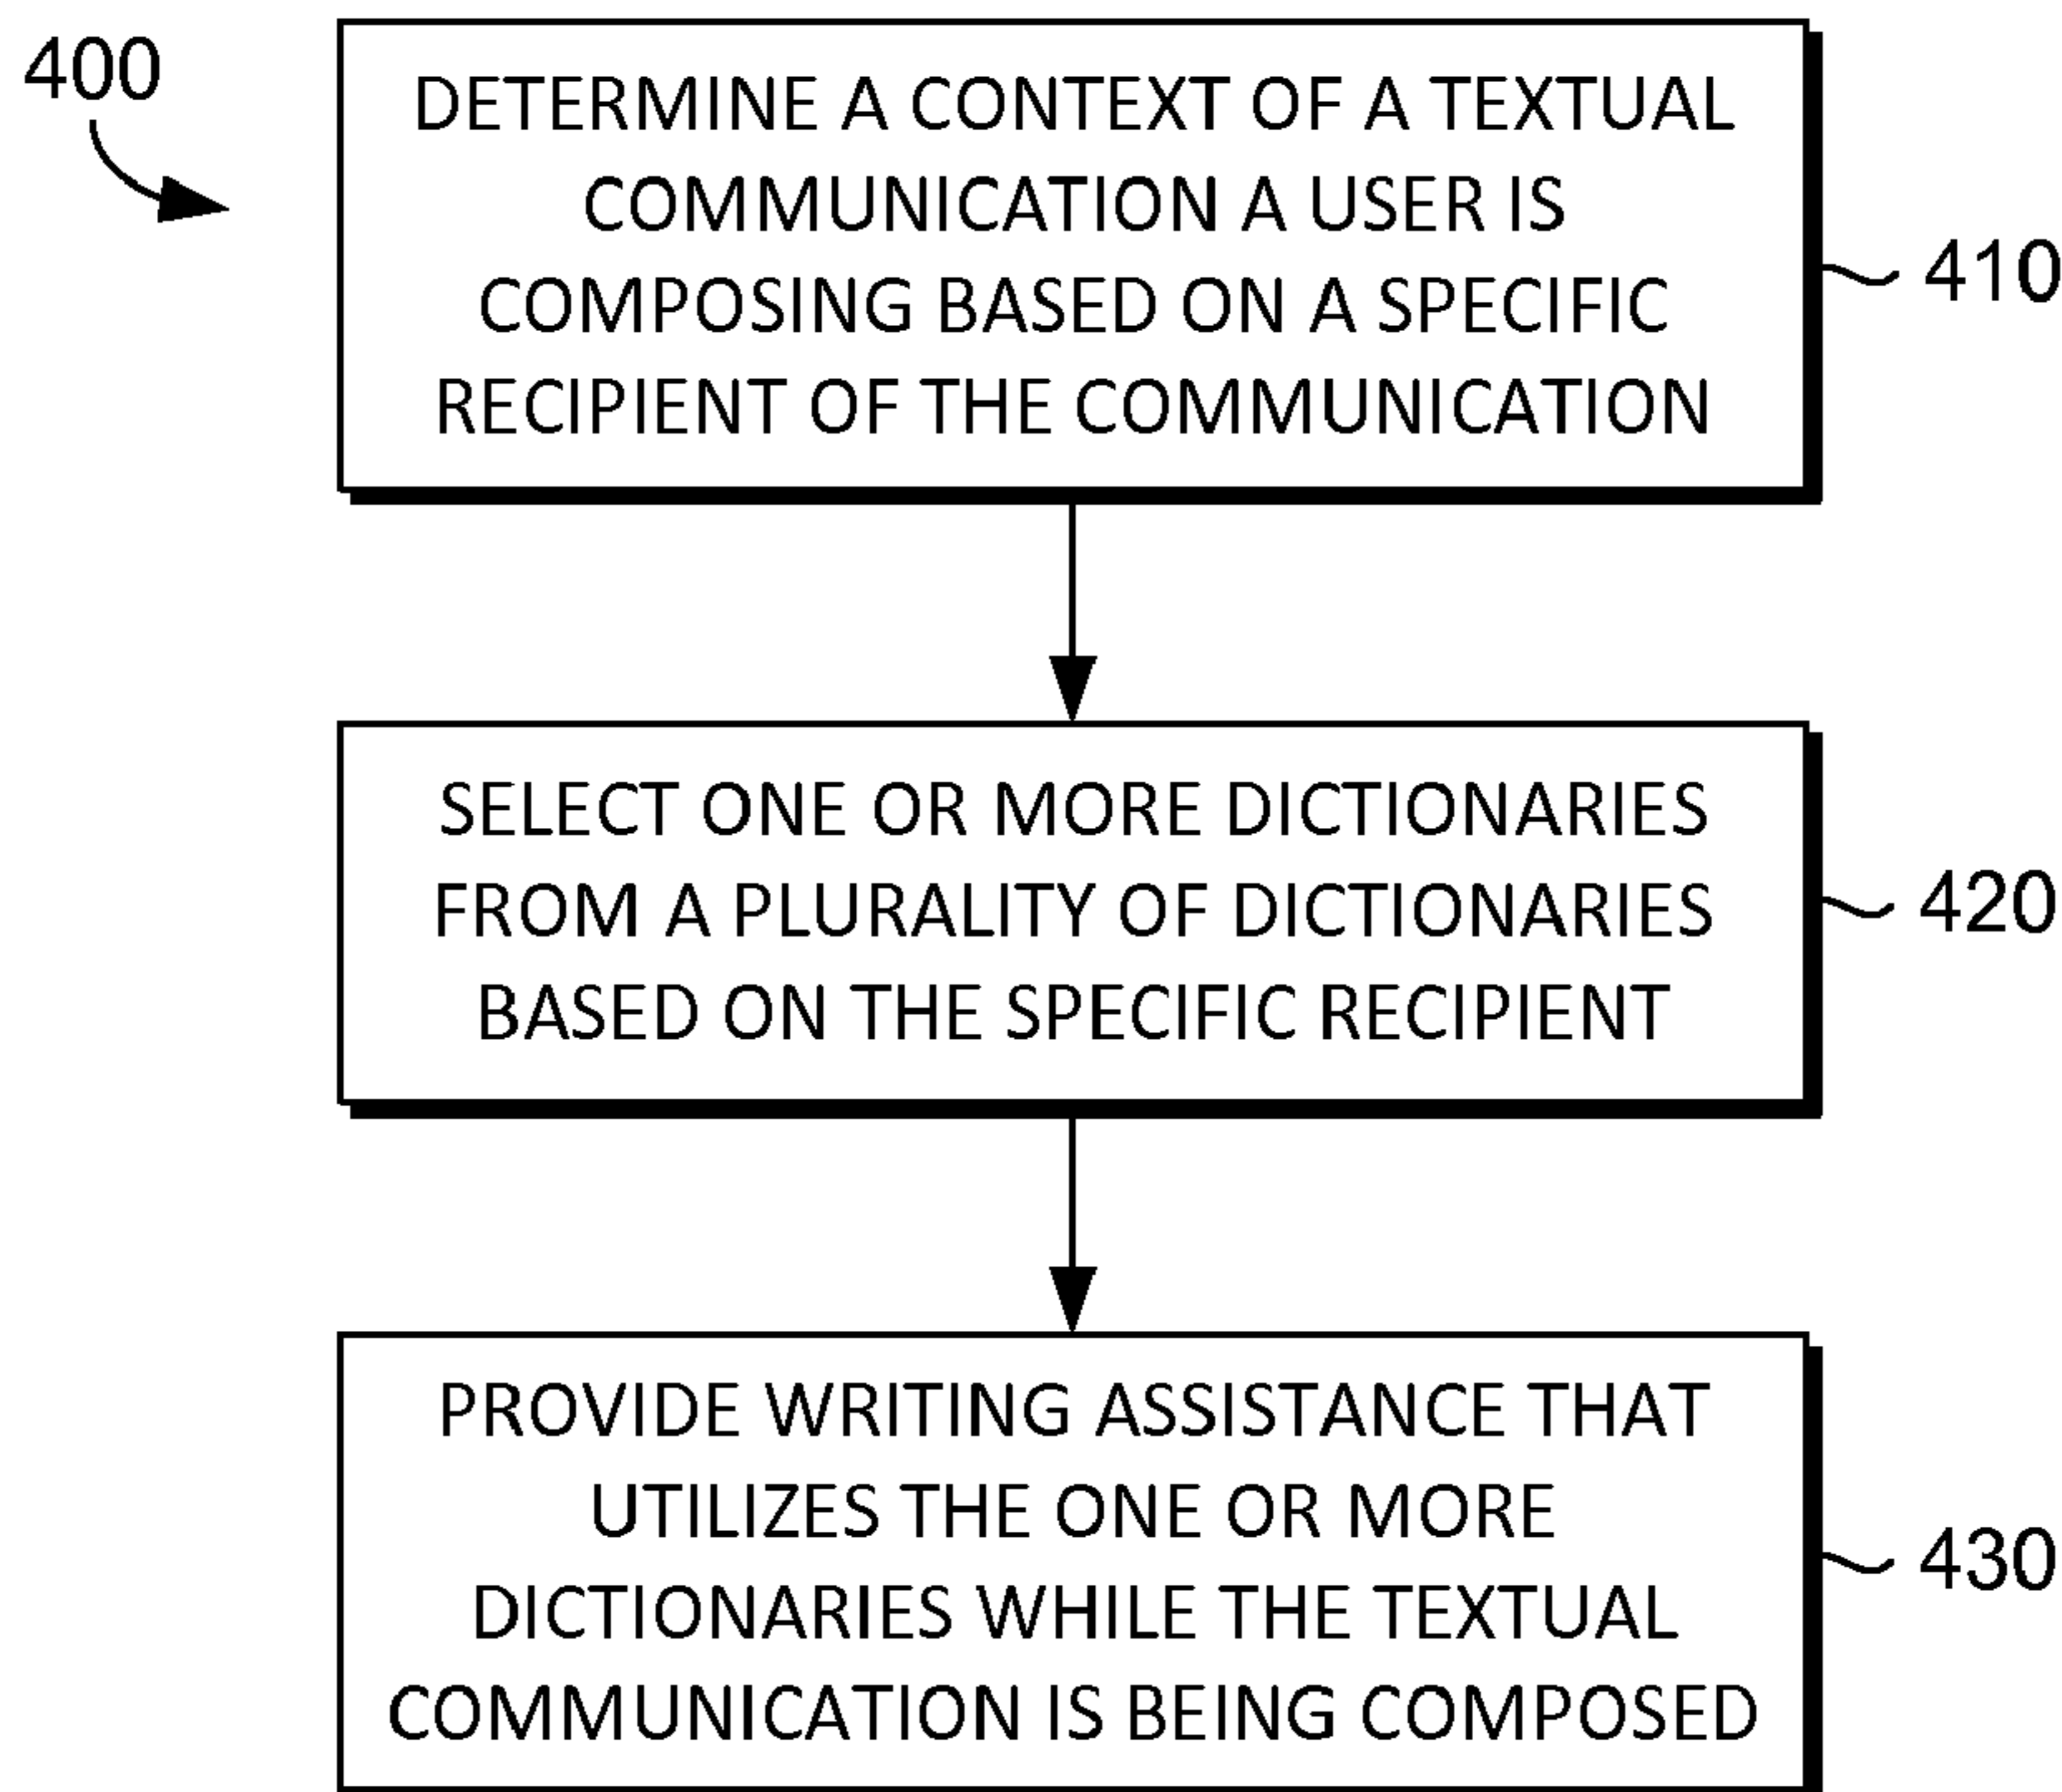 400
DETERMINE A CONTEXT OF A TEXTUAL
COMMUNICATION A USER IS
COMPOSING BASED ON A SPECIFIC
RECIPIENT OF THE COMMUNICATION
410
SELECT ONE OR MORE DICTIONARIES
FROM A PLURALITY OF DICTIONARIES
BASED ON THE SPECIFIC RECIPIENT
420
PROVIDE WRITING ASSISTANCE THAT
UTILIZES THE ONE OR MORE
DICTIONARIES WHILE THE TEXTUAL
COMMUNICATION IS BEING COMPOSED
430